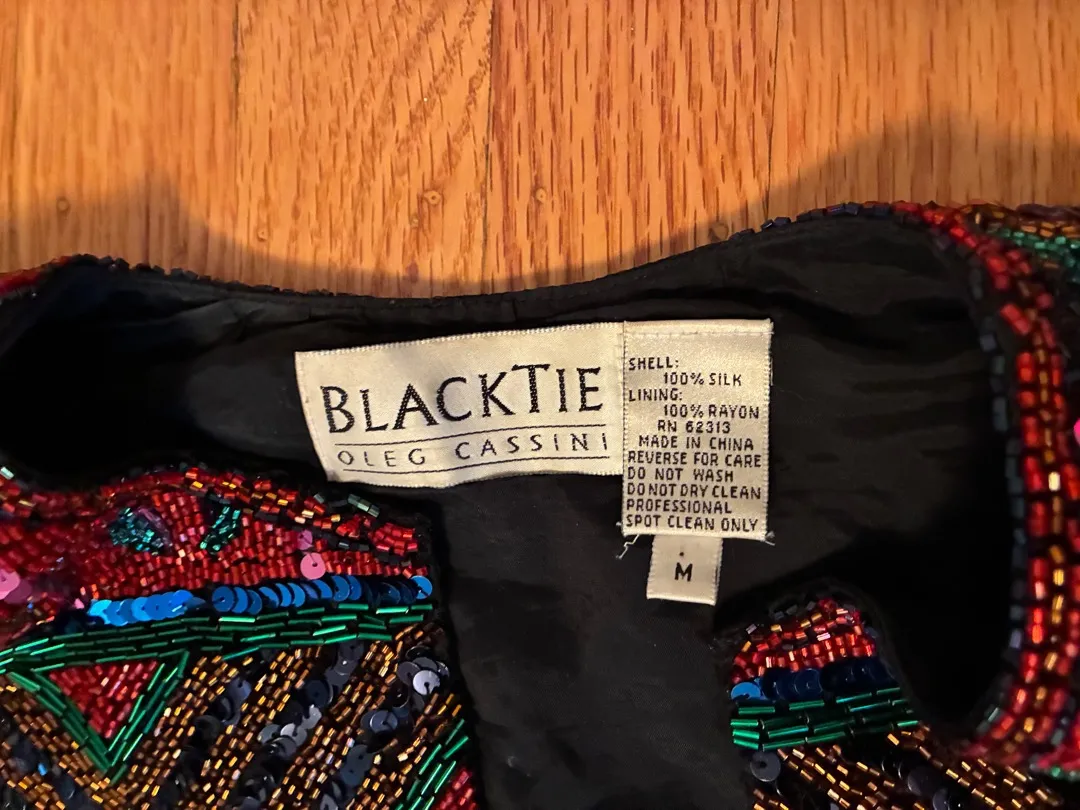 BLACKTIE
OLEG CASSINI
SHELL:
100% SILK
LINING:
100% RAYON
RN 62313
MADE IN CHINA
REVERSE FOR CARE
DO NOT WASH
DO NOT DRY CLEAN
PROFESSIONAL
SPOT CLEAN ONLY
M